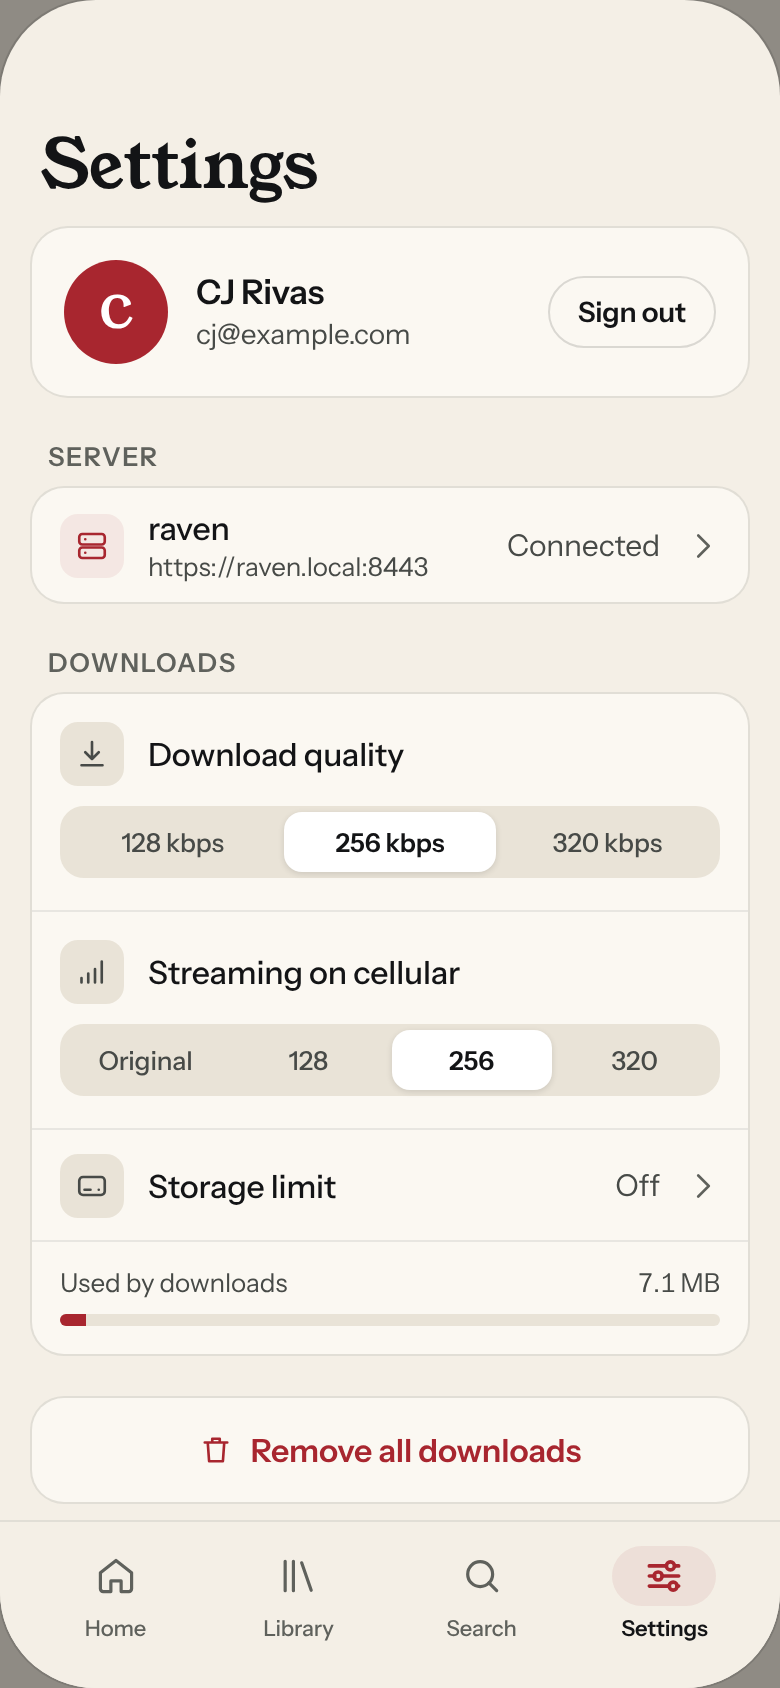 Settings
C
CJ Rivas
cj@example.com
Sign out
SERVER
raven
https://raven.local:8443
Connected
DOWNLOADS
Download quality
128 kbps
256 kbps
320 kbps
Streaming on cellular
Original
128
256
320
Storage limit
Off
Used by downloads
7.1 MB
Remove all downloads
Home
Library
Search
Settings